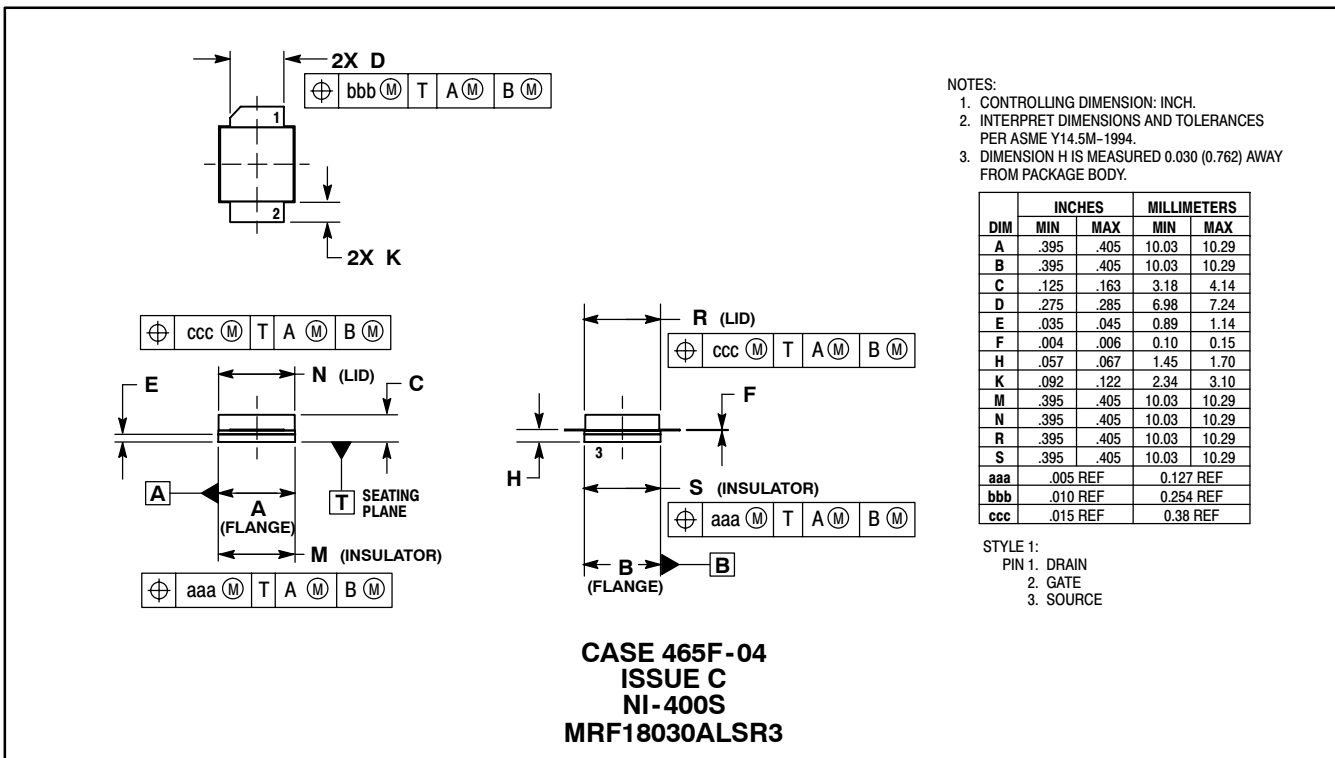 2X D
⌖ bbb Ⓜ T A Ⓜ B Ⓜ
1
2
2X K
NOTES:
1. CONTROLLING DIMENSION: INCH.
2. INTERPRET DIMENSIONS AND TOLERANCES
PER ASME Y14.5M-1994.
3. DIMENSION H IS MEASURED 0.030 (0.762) AWAY
FROM PACKAGE BODY.
INCHES MILLIMETERS
DIM MIN MAX MIN MAX
A .395 .405 10.03 10.29
B .395 .405 10.03 10.29
C .125 .163 3.18 4.14
D .275 .285 6.98 7.24
E .035 .045 0.89 1.14
F .004 .006 0.10 0.15
H .057 .067 1.45 1.70
K .092 .122 2.34 3.10
M .395 .405 10.03 10.29
N .395 .405 10.03 10.29
R .395 .405 10.03 10.29
S .395 .405 10.03 10.29
aaa .005 REF 0.127 REF
bbb .010 REF 0.254 REF
ccc .015 REF 0.38 REF
STYLE 1:
PIN 1. DRAIN
2. GATE
3. SOURCE
⌖ ccc Ⓜ T A Ⓜ B Ⓜ
N (LID)
E
C
A
A
(FLANGE)
T SEATING
PLANE
M (INSULATOR)
⌖ aaa Ⓜ T A Ⓜ B Ⓜ
R (LID)
⌖ ccc Ⓜ T A Ⓜ B Ⓜ
F
3
H
S (INSULATOR)
⌖ aaa Ⓜ T A Ⓜ B Ⓜ
B
(FLANGE)
B
CASE 465F-04
ISSUE C
NI-400S
MRF18030ALSR3